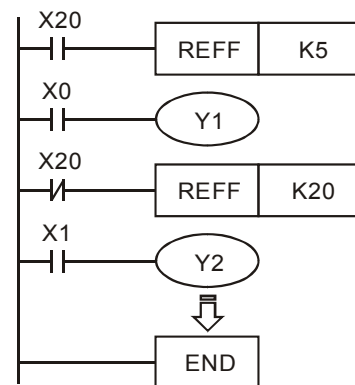 X20
REFF K5
X0
Y1
X20
REFF K20
X1
Y2
END